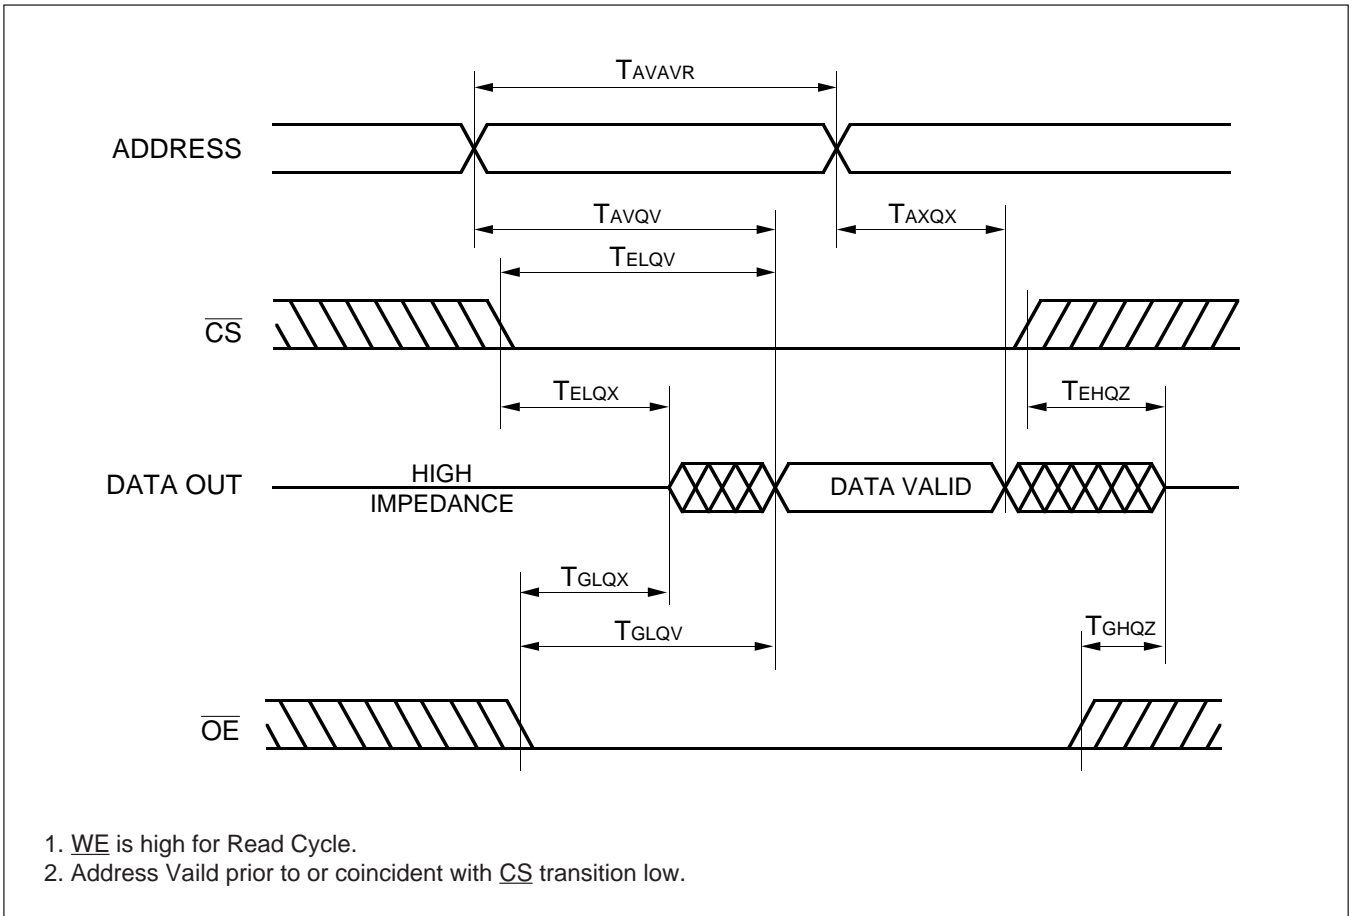 TAVAVR
ADDRESS
TAVQV
TAXQX
TELQV
CS
TELQX
TEHQZ
DATA OUT
HIGH
IMPEDANCE
DATA VALID
TGLQX
TGLQV
TGHQZ
OE
1. WE is high for Read Cycle.
2. Address Vaild prior to or coincident with CS transition low.